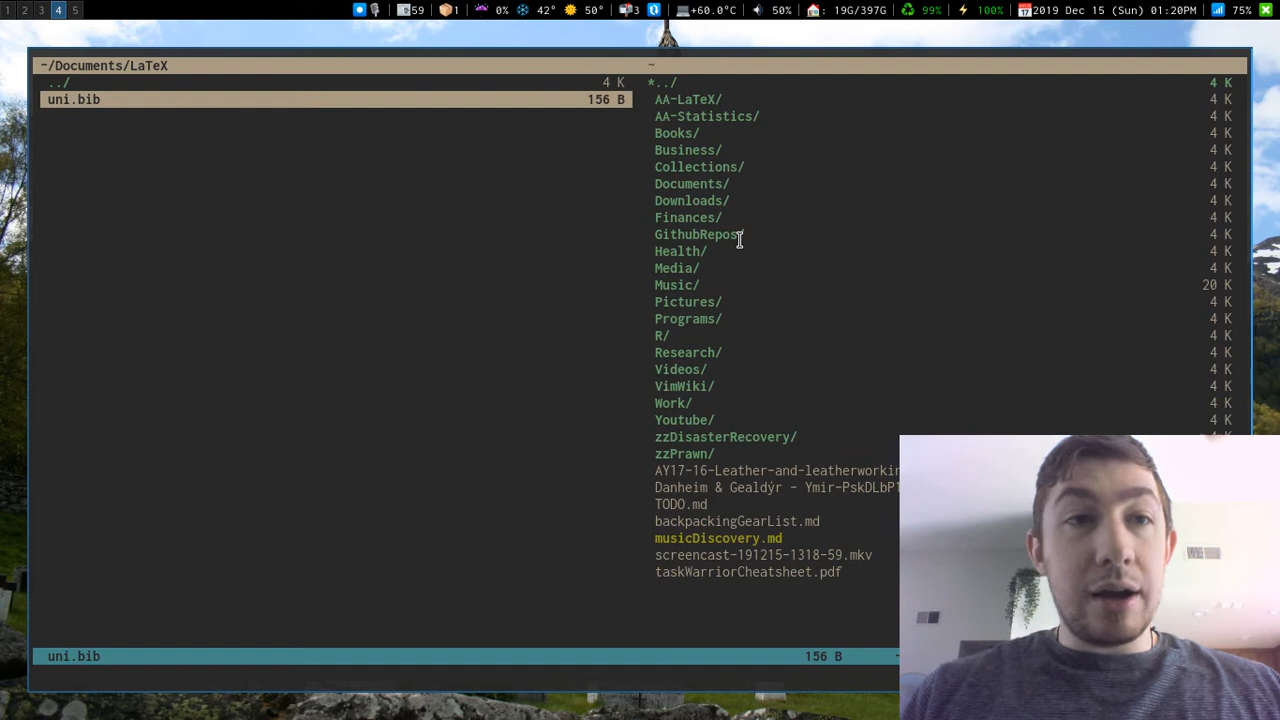 1 2 3 4 5 59 1 0% 42° 50° 3 +60.0°C 50% : 19G/397G 99% 100% 2019 Dec 15 (Sun) 01:20PM 75%
~/Documents/LaTeX
../ 4 K
uni.bib 156 B
~
*../ 4 K
AA-LaTeX/ 4 K
AA-Statistics/ 4 K
Books/ 4 K
Business/ 4 K
Collections/ 4 K
Documents/ 4 K
Downloads/ 4 K
Finances/ 4 K
GithubRepos/ 4 K
Health/ 4 K
Media/ 4 K
Music/ 20 K
Pictures/ 4 K
Programs/ 4 K
R/ 4 K
Research/ 4 K
Videos/ 4 K
VimWiki/ 4 K
Work/ 4 K
Youtube/ 4 K
zzDisasterRecovery/
zzPrawn/
AY17-16-Leather-and-leatherworkin
Danheim & Gealdýr - Ymir-PskDLbP1
TODO.md
backpackingGearList.md
musicDiscovery.md
screencast-191215-1318-59.mkv
taskWarriorCheatsheet.pdf
uni.bib 156 B